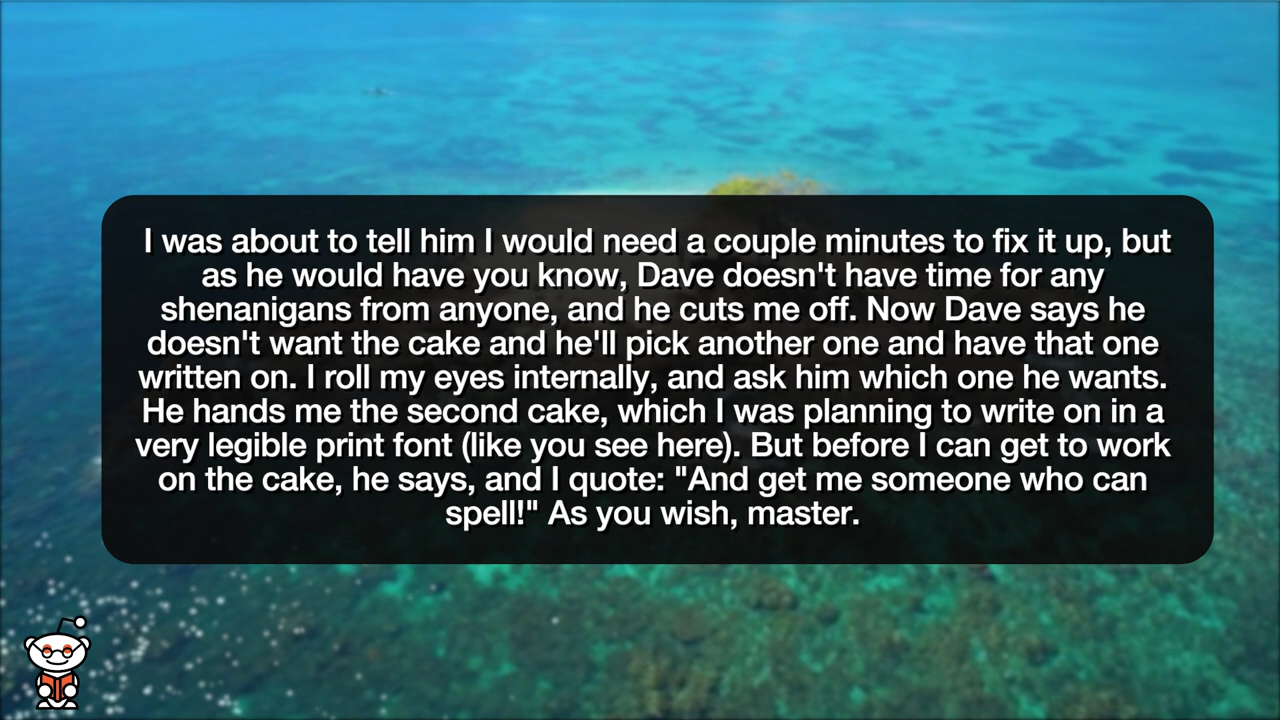 I was about to tell him I would need a couple minutes to fix it up, but
as he would have you know, Dave doesn't have time for any
shenanigans from anyone, and he cuts me off. Now Dave says he
doesn't want the cake and he'll pick another one and have that one
written on. I roll my eyes internally, and ask him which one he wants.
He hands me the second cake, which I was planning to write on in a
very legible print font (like you see here). But before I can get to work
on the cake, he says, and I quote: "And get me someone who can
spell!" As you wish, master.